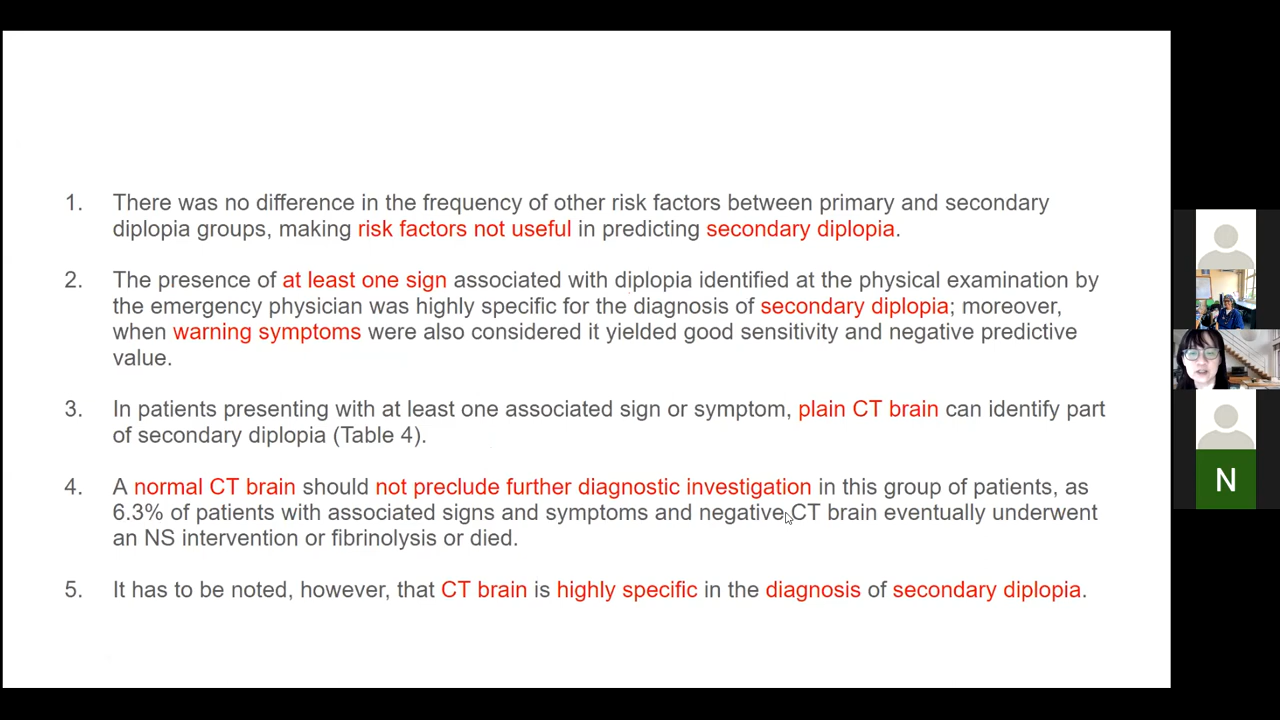 1. There was no difference in the frequency of other risk factors between primary and secondary
diplopia groups, making risk factors not useful in predicting secondary diplopia.
2. The presence of at least one sign associated with diplopia identified at the physical examination by
the emergency physician was highly specific for the diagnosis of secondary diplopia; moreover,
when warning symptoms were also considered it yielded good sensitivity and negative predictive
value.
3. In patients presenting with at least one associated sign or symptom, plain CT brain can identify part
of secondary diplopia (Table 4).
4. A normal CT brain should not preclude further diagnostic investigation in this group of patients, as
6.3% of patients with associated signs and symptoms and negative CT brain eventually underwent
an NS intervention or fibrinolysis or died.
5. It has to be noted, however, that CT brain is highly specific in the diagnosis of secondary diplopia.
N